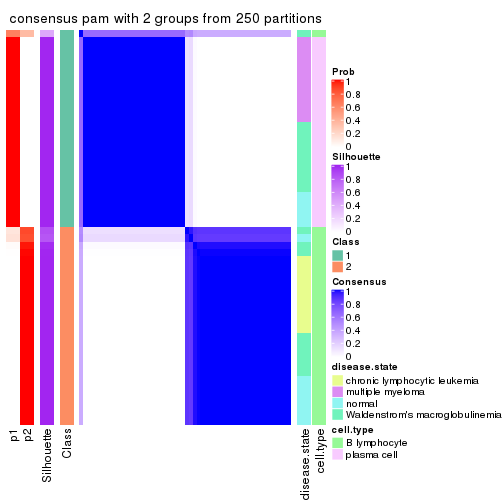 consensus pam with 2 groups from 250 partitions
Prob
1
0.8
0.6
0.4
0.2
0
Silhouette
1
0.8
0.6
0.4
0.2
0
Class
1
2
Consensus
1
0.8
0.6
0.4
0.2
0
disease.state
chronic lymphocytic leukemia
multiple myeloma
normal
Waldenstrom's macroglobulinemia
cell.type
B lymphocyte
plasma cell
p1
p2
Silhouette
Class
disease.state
cell.type